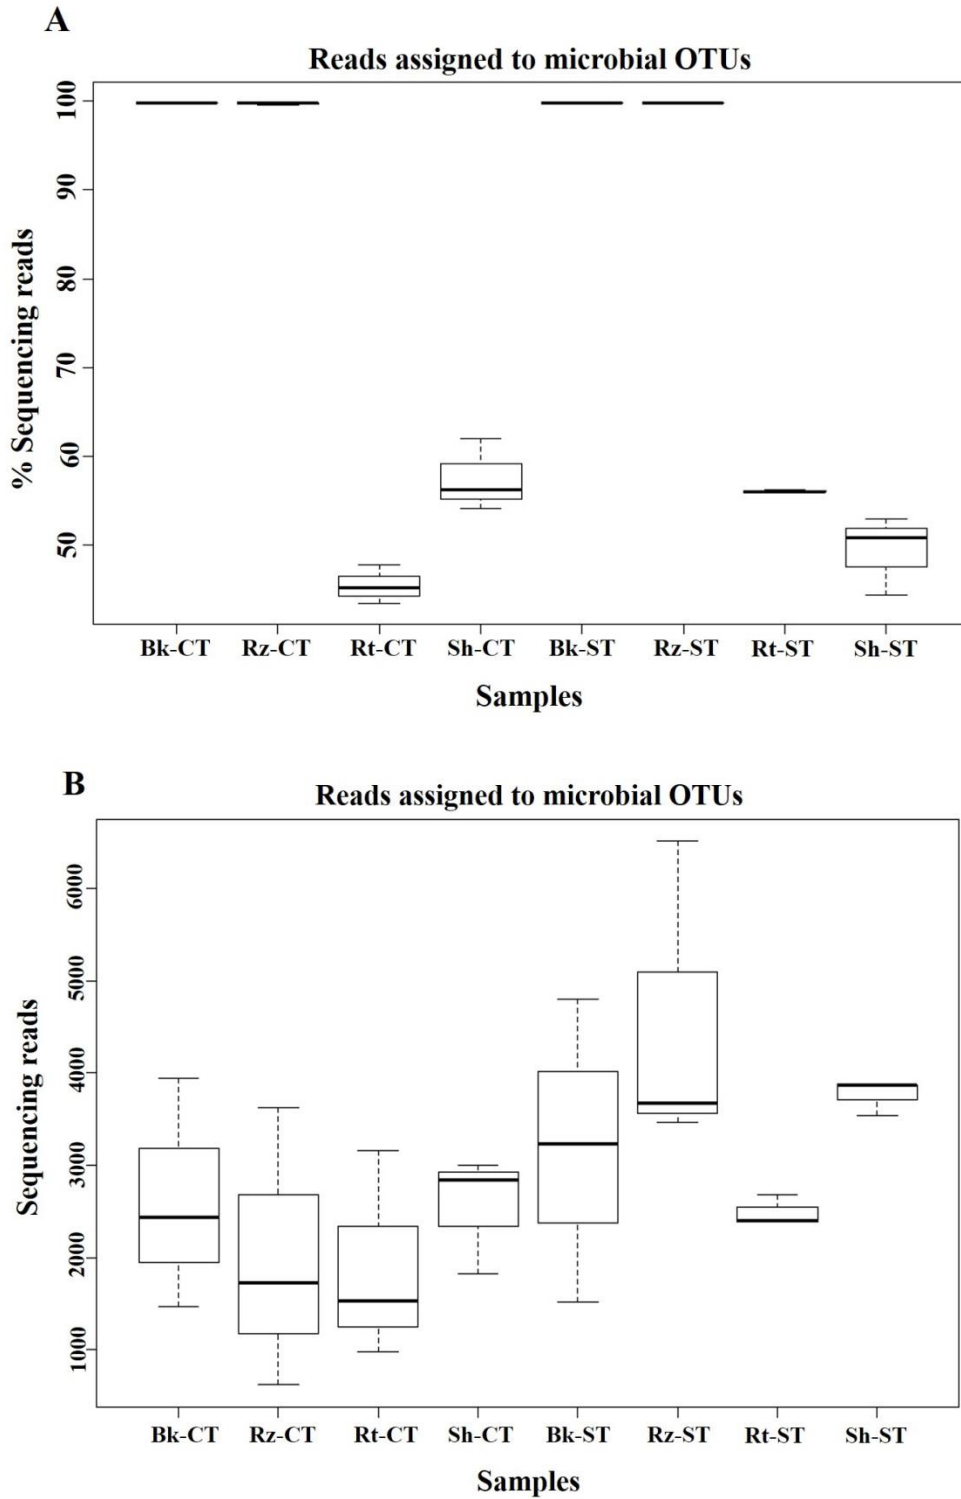 A
Reads assigned to microbial OTUs
100
90
80
70
60
50
% Sequencing reads
Bk-CT Rz-CT Rt-CT Sh-CT Bk-ST Rz-ST Rt-ST Sh-ST
Samples
B
Reads assigned to microbial OTUs
6000
5000
4000
3000
2000
1000
Sequencing reads
Bk-CT Rz-CT Rt-CT Sh-CT Bk-ST Rz-ST Rt-ST Sh-ST
Samples